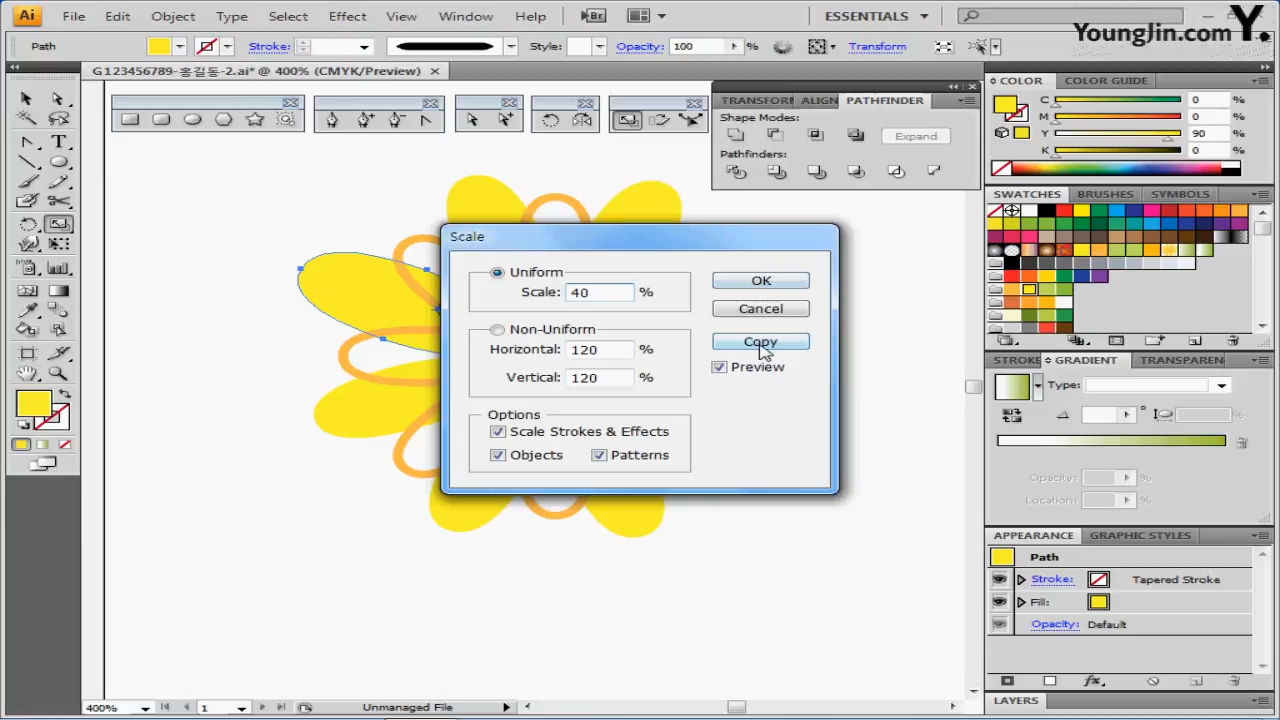 Ai File Edit Object Type Select Effect View Window Help Br ESSENTIALS
YoungJin.com Y.
Path Stroke: Style: Opacity: 100 % Transform
G123456789-홍길동-2.ai* @ 400% (CMYK/Preview)
TRANSFORM ALIGN PATHFINDER
Shape Modes:
Expand
Pathfinders:
COLOR COLOR GUIDE
C 0 %
M 0 %
Y 90 %
K 0 %
SWATCHES BRUSHES SYMBOLS
Scale
Uniform
Scale: 40 %
Non-Uniform
Horizontal: 120 %
Vertical: 120 %
Options
Scale Strokes & Effects
Objects Patterns
OK
Cancel
Copy
Preview
STROKE GRADIENT TRANSPAREN
Type:
Opacity: %
Location: %
APPEARANCE GRAPHIC STYLES
Path
Stroke: Tapered Stroke
Fill:
Opacity: Default
LAYERS
400% 1 Unmanaged File